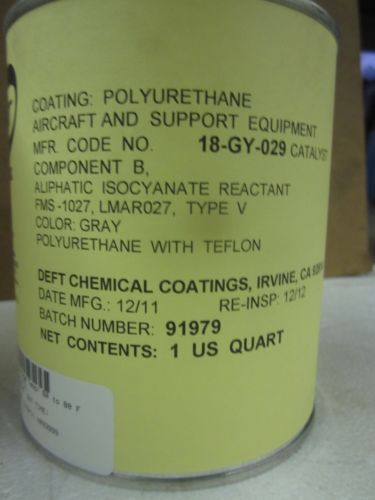 COATING: POLYURETHANE
AIRCRAFT AND SUPPORT EQUIPMENT
MFR. CODE NO. 18-GY-029 CATALYST
COMPONENT B,
ALIPHATIC ISOCYANATE REACTANT
FMS-1027, LMAR027, TYPE V
COLOR: GRAY
POLYURETHANE WITH TEFLON
DEFT CHEMICAL COATINGS, IRVINE, CA
DATE MFG.: 12/11 RE-INSP: 12/12
BATCH NUMBER: 91979
NET CONTENTS: 1 US QUART
to 80 F